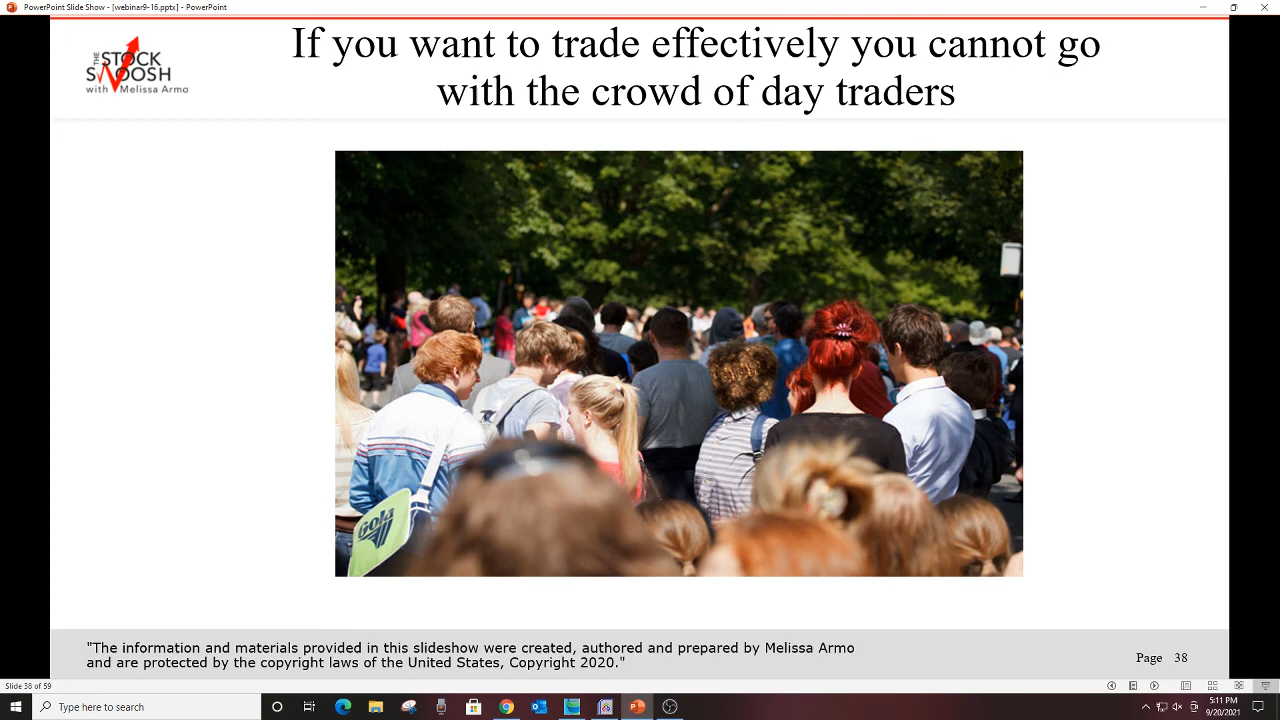 PowerPoint Slide Show - [webinar9-16.pptx] - PowerPoint
THE
STOCK
SWOOSH
with Melissa Armo
If you want to trade effectively you cannot go
with the crowd of day traders
Gola
"The information and materials provided in this slideshow were created, authored and prepared by Melissa Armo
and are protected by the copyright laws of the United States, Copyright 2020."
Page 38
Slide 38 of 59
Type here to search
5:11 PM
9/20/2021